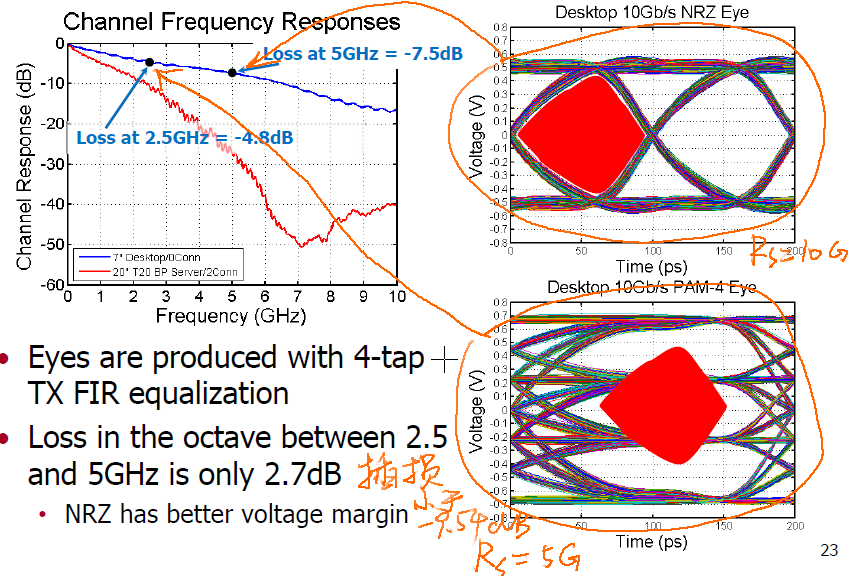 Channel Frequency Responses
Channel Response (dB)
0
-10
-20
-30
-40
-50
-60
0 1 2 3 4 5 6 7 8 9 10
Frequency (GHz)
Loss at 5GHz = -7.5dB
Loss at 2.5GHz = -4.8dB
7" Desktop/0Conn
20" T20 BP Server/2Conn
Desktop 10Gb/s NRZ Eye
Voltage (V)
0.8
0.5
0.4
0.3
0.2
0.1
0
-0.1
-0.2
-0.3
-0.4
-0.5
-0.6
-0.7
-0.8
0 50 100 150 200
Time (ps)
Rs=10G
Desktop 10Gb/s PAM-4 Eye
Voltage (V)
0.8
0.7
0.6
0.5
0.4
0.3
0.2
0.1
0
-0.1
-0.2
-0.3
-0.4
-0.5
-0.6
-0.7
-0.8
0 50 100 150 200
Time (ps)
• Eyes are produced with 4-tap
TX FIR equalization
• Loss in the octave between 2.5
and 5GHz is only 2.7dB
插损
小于
-9.54dB
Rs=5G
• NRZ has better voltage margin
23